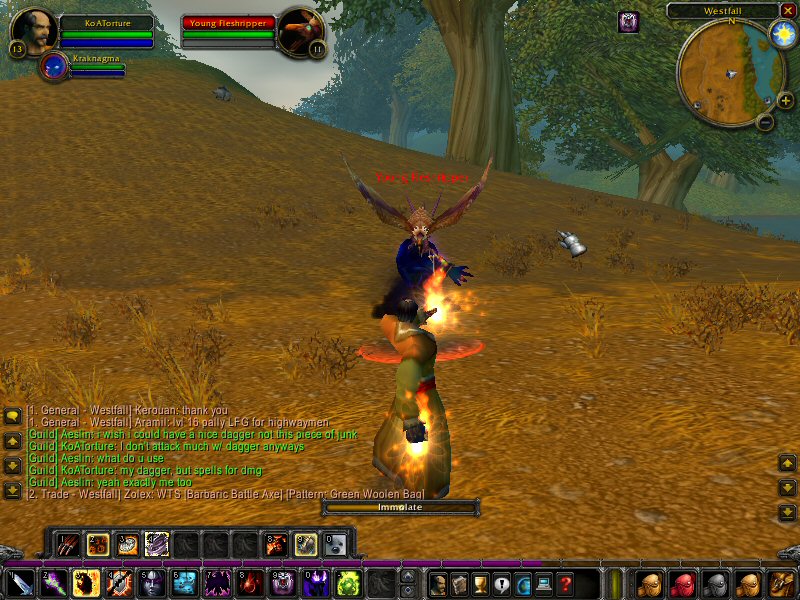 KoATorture
Young Fleshripper
Westfall
N
13
11
Kraknagma
[1. General - Westfall] Kerouan: thank you
[1. General - Westfall] Aramil: lvl 16 pally LFG for highwaymen
[Guild] Aeslin: i wish i could have a nice dagger not this piece of junk
[Guild] KoATorture: I don't attack much w/ dagger anyways
[Guild] Aeslin: what do u use
[Guild] KoATorture: my dagger, but spells for dmg
[Guild] Aeslin: yeah exactly me too
[2. Trade - Westfall] Zolex: WTS [Barbaric Battle Axe] [Pattern: Green Woolen Bag]
Immolate